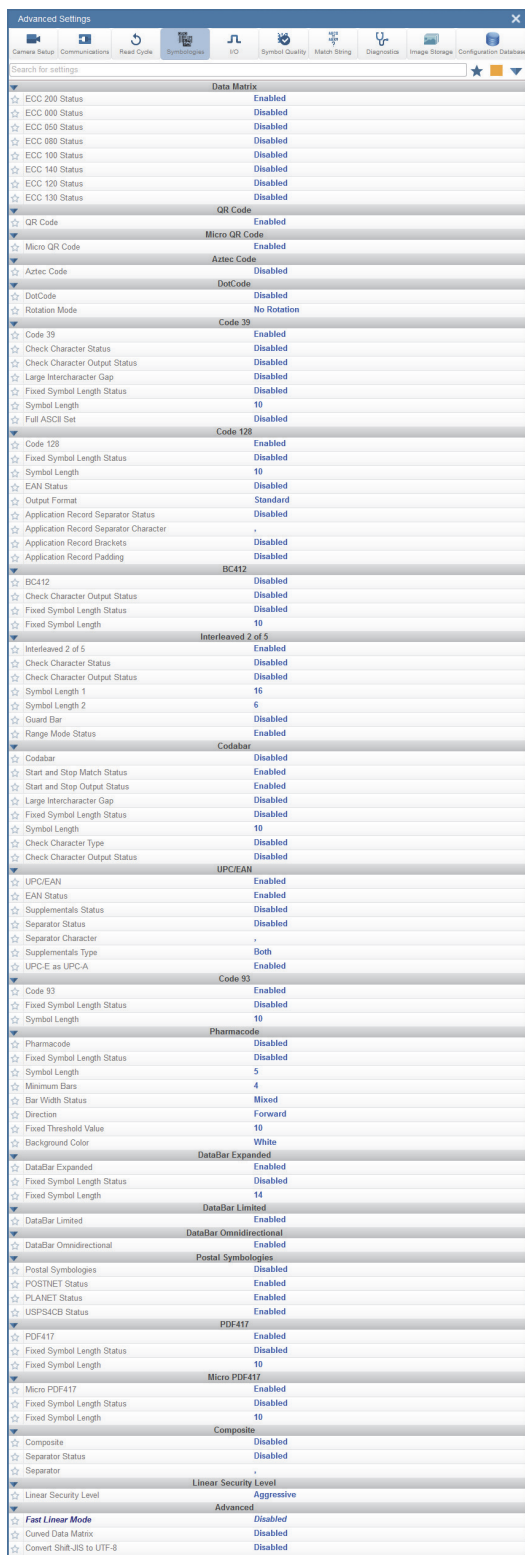 Advanced Settings
Camera Setup Communications Read Cycle Symbologies I/O Symbol Quality Match String Diagnostics Image Storage Configuration Database
Search for settings
Data Matrix
ECC 200 Status Enabled
ECC 000 Status Disabled
ECC 050 Status Disabled
ECC 080 Status Disabled
ECC 100 Status Disabled
ECC 140 Status Disabled
ECC 120 Status Disabled
ECC 130 Status Disabled
QR Code
QR Code Enabled
Micro QR Code
Micro QR Code Enabled
Aztec Code
Aztec Code Disabled
DotCode
DotCode Disabled
Rotation Mode No Rotation
Code 39
Code 39 Enabled
Check Character Status Disabled
Check Character Output Status Disabled
Large Intercharacter Gap Disabled
Fixed Symbol Length Status Disabled
Symbol Length 10
Full ASCII Set Disabled
Code 128
Code 128 Enabled
Fixed Symbol Length Status Disabled
Symbol Length 10
EAN Status Disabled
Output Format Standard
Application Record Separator Status Disabled
Application Record Separator Character ,
Application Record Brackets Disabled
Application Record Padding Disabled
BC412
BC412 Disabled
Check Character Output Status Disabled
Fixed Symbol Length Status Disabled
Fixed Symbol Length 10
Interleaved 2 of 5
Interleaved 2 of 5 Enabled
Check Character Status Disabled
Check Character Output Status Disabled
Symbol Length 1 16
Symbol Length 2 6
Guard Bar Disabled
Range Mode Status Enabled
Codabar
Codabar Disabled
Start and Stop Match Status Enabled
Start and Stop Output Status Enabled
Large Intercharacter Gap Disabled
Fixed Symbol Length Status Disabled
Symbol Length 10
Check Character Type Disabled
Check Character Output Status Disabled
UPC/EAN
UPC/EAN Enabled
EAN Status Enabled
Supplementals Status Disabled
Separator Status Disabled
Separator Character ,
Supplementals Type Both
UPC-E as UPC-A Enabled
Code 93
Code 93 Enabled
Fixed Symbol Length Status Disabled
Symbol Length 10
Pharmacode
Pharmacode Disabled
Fixed Symbol Length Status Disabled
Symbol Length 5
Minimum Bars 4
Bar Width Status Mixed
Direction Forward
Fixed Threshold Value 10
Background Color White
DataBar Expanded
DataBar Expanded Enabled
Fixed Symbol Length Status Disabled
Fixed Symbol Length 14
DataBar Limited
DataBar Limited Enabled
DataBar Omnidirectional
DataBar Omnidirectional Enabled
Postal Symbologies
Postal Symbologies Disabled
POSTNET Status Enabled
PLANET Status Enabled
USPS4CB Status Enabled
PDF417
PDF417 Enabled
Fixed Symbol Length Status Disabled
Fixed Symbol Length 10
Micro PDF417
Micro PDF417 Enabled
Fixed Symbol Length Status Disabled
Fixed Symbol Length 10
Composite
Composite Disabled
Separator Status Disabled
Separator ,
Linear Security Level
Linear Security Level Aggressive
Advanced
Fast Linear Mode Disabled
Curved Data Matrix Disabled
Convert Shift-JIS to UTF-8 Disabled